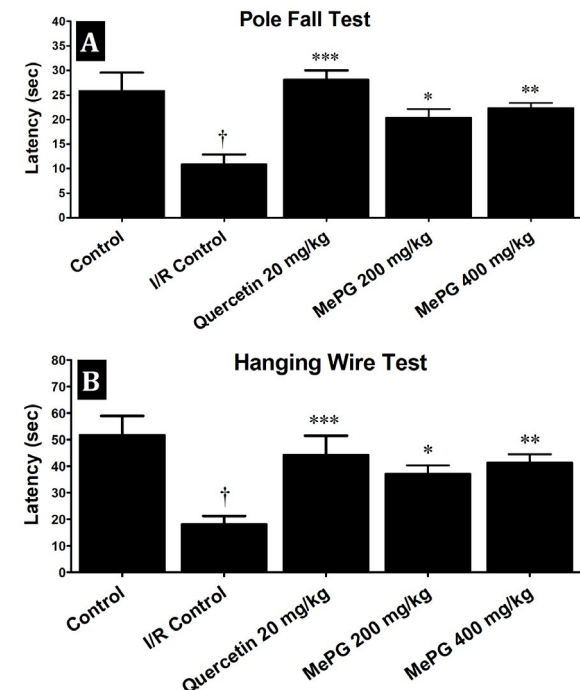 Pole Fall Test
A
Latency (sec)
40
35
30
25
20
15
10
5
0
†
***
*
**
Control
I/R Control
Quercetin 20 mg/kg
MePG 200 mg/kg
MePG 400 mg/kg
Hanging Wire Test
B
Latency (sec)
80
70
60
50
40
30
20
10
0
†
***
*
**
Control
I/R Control
Quercetin 20 mg/kg
MePG 200 mg/kg
MePG 400 mg/kg